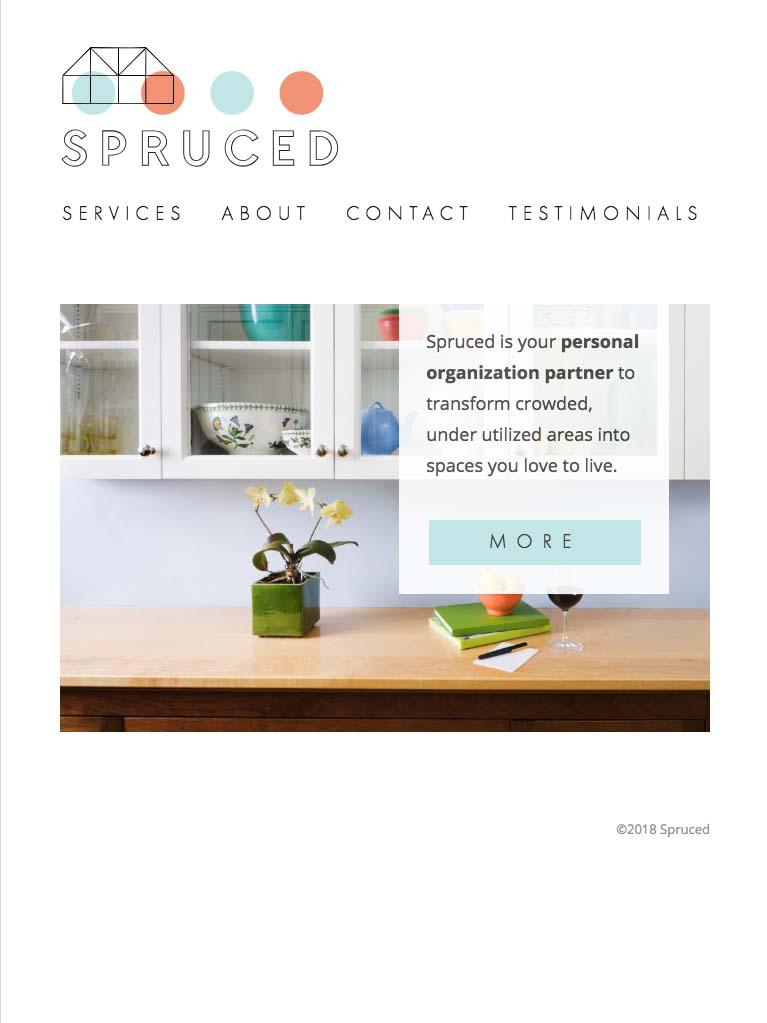 SPRUCED
SERVICES ABOUT CONTACT TESTIMONIALS
Spruced is your personal
organization partner to
transform crowded,
under utilized areas into
spaces you love to live.
MORE
©2018 Spruced